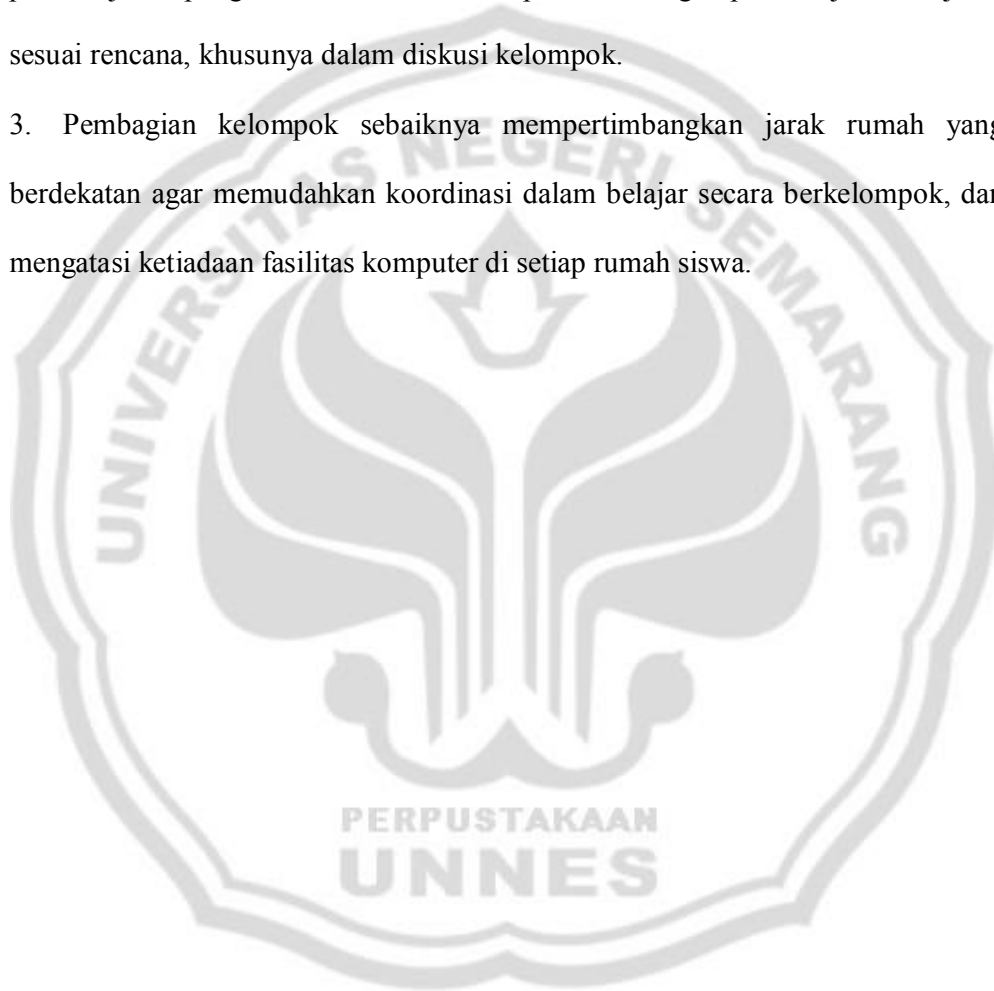 sesuai rencana, khusunya dalam diskusi kelompok.
3. Pembagian kelompok sebaiknya mempertimbangkan jarak rumah yang
berdekatan agar memudahkan koordinasi dalam belajar secara berkelompok, dan
mengatasi ketiadaan fasilitas komputer di setiap rumah siswa.
UNIVERSITAS NEGERI SEMARANG
PERPUSTAKAAN
UNNES